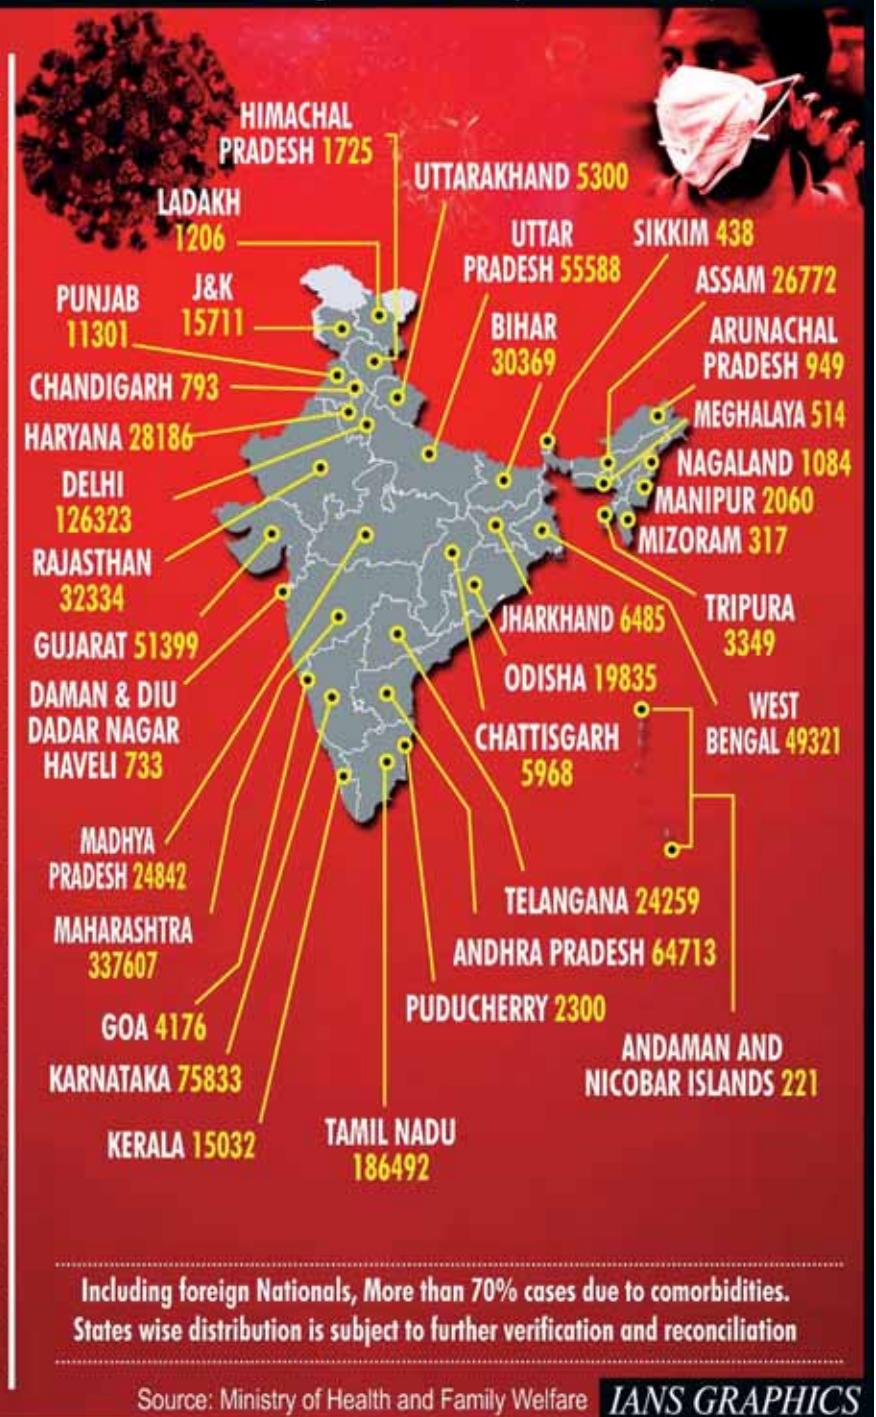 HIMACHAL
PRADESH 1725
UTTARAKHAND 5300
LADAKH
1206
UTTAR
PRADESH 55588
SIKKIM 438
ASSAM 26772
PUNJAB
11301
J&K
15711
BIHAR
30369
ARUNACHAL
PRADESH 949
CHANDIGARH 793
MEGHALAYA 514
HARYANA 28186
NAGALAND 1084
DELHI
126323
MANIPUR 2060
MIZORAM 317
RAJASTHAN
32334
JHARKHAND 6485
TRIPURA
3349
GUJARAT 51399
ODISHA 19835
DAMAN & DIU
DADAR NAGAR
HAVELI 733
CHATTISGARH
5968
WEST
BENGAL 49321
MADHYA
PRADESH 24842
TELANGANA 24259
MAHARASHTRA
337607
ANDHRA PRADESH 64713
PUDUCHERRY 2300
GOA 4176
ANDAMAN AND
NICOBAR ISLANDS 221
KARNATAKA 75833
KERALA 15032
TAMIL NADU
186492
Including foreign Nationals, More than 70% cases due to comorbidities.
States wise distribution is subject to further verification and reconciliation
Source: Ministry of Health and Family Welfare IANS GRAPHICS